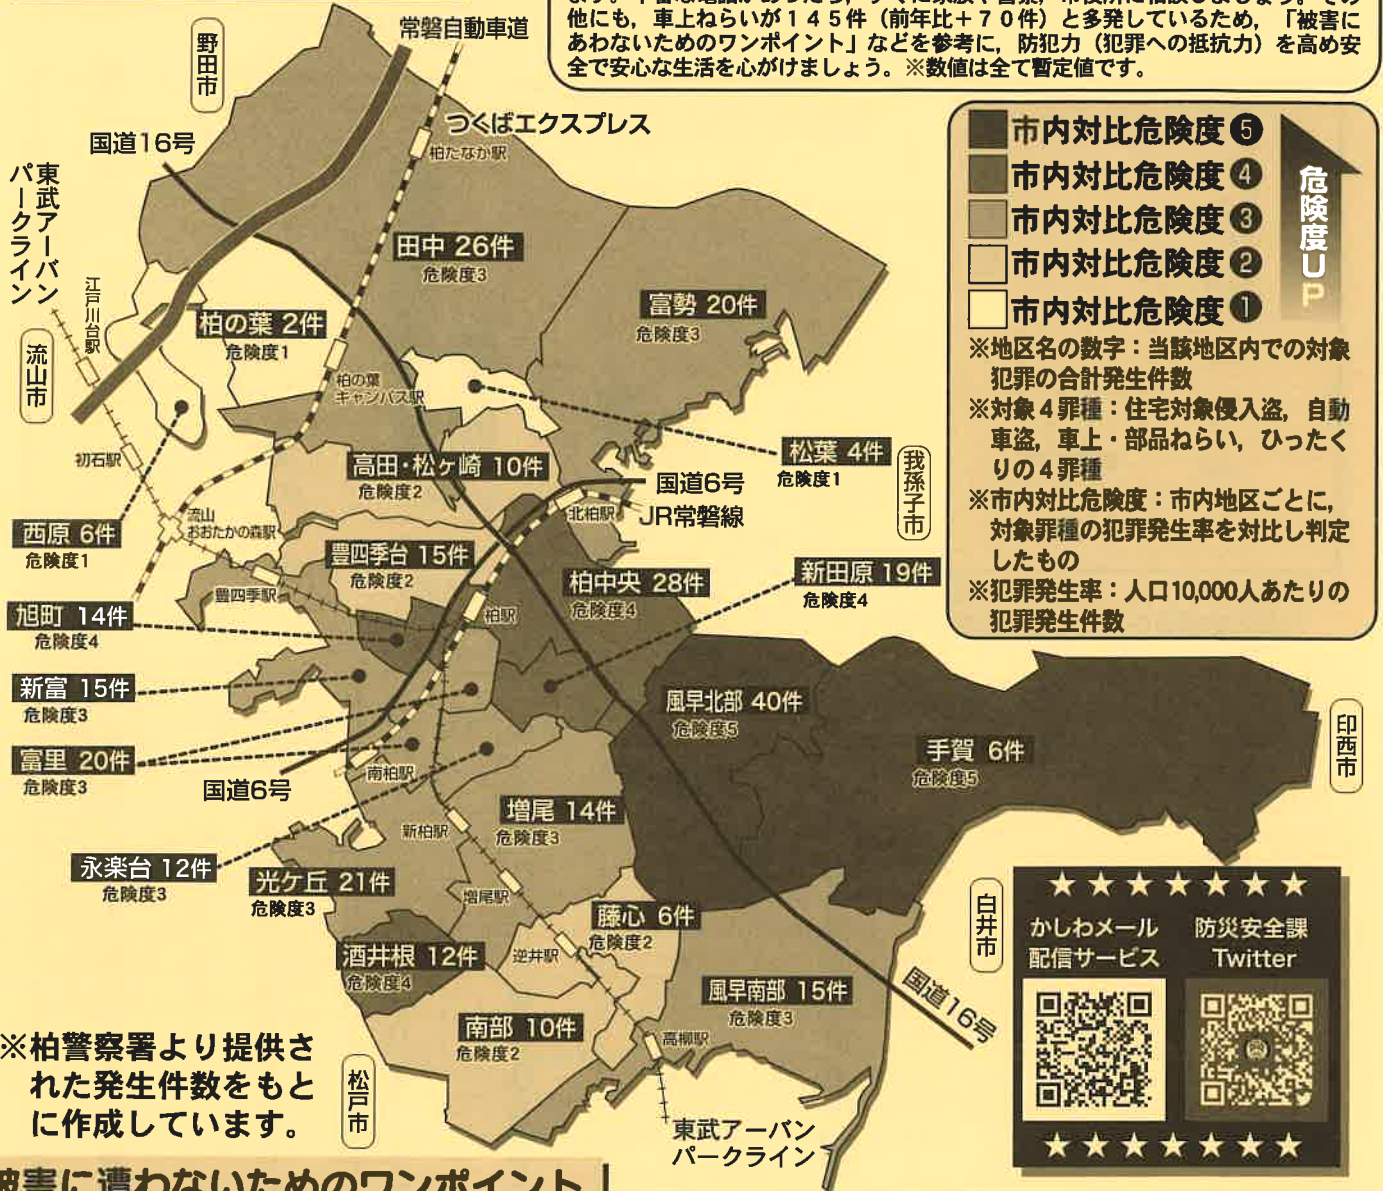 他にも，車上ねらいが１４５件（前年比＋７０件）と多発しているため，「被害に
あわないためのワンポイント」などを参考に，防犯力（犯罪への抵抗力）を高め安
全で安心な生活を心がけましょう。※数値は全て暫定値です。
常磐自動車道
野田市
つくばエクスプレス
柏たなか駅
国道16号
東武アーバン
パークライン
江戸川台駅
流山市
田中 26件
危険度3
富勢 20件
危険度3
柏の葉 2件
危険度1
柏の葉
キャンパス駅
初石駅
高田・松ヶ崎 10件
危険度2
松葉 4件
危険度1
我孫子市
国道6号
JR常磐線
北柏駅
西原 6件
危険度1
流山
おおたかの森駅
豊四季台 15件
危険度2
柏中央 28件
危険度4
新田原 19件
危険度4
豊四季駅
柏駅
旭町 14件
危険度4
新富 15件
危険度3
富里 20件
危険度3
国道6号
南柏駅
風早北部 40件
危険度5
手賀 6件
危険度5
印西市
増尾 14件
危険度3
新柏駅
永楽台 12件
危険度3
光ケ丘 21件
危険度3
増尾駅
藤心 6件
危険度2
逆井駅
酒井根 12件
危険度4
風早南部 15件
危険度3
国道16号
白井市
南部 10件
危険度2
高柳駅
松戸市
東武アーバン
パークライン
市内対比危険度❺
市内対比危険度❹
市内対比危険度❸
市内対比危険度❷
市内対比危険度❶
危険度UP
※地区名の数字：当該地区内での対象
犯罪の合計発生件数
※対象４罪種：住宅対象侵入盗，自動
車盗，車上・部品ねらい，ひったく
りの４罪種
※市内対比危険度：市内地区ごとに，
対象罪種の犯罪発生率を対比し判定
したもの
※犯罪発生率：人口10,000人あたりの
犯罪発生件数
★★★★★★★
かしわメール
配信サービス
防災安全課
Twitter
★★★★★★★
※柏警察署より提供さ
れた発生件数をもと
に作成しています。
被害に遭わないためのワンポイント